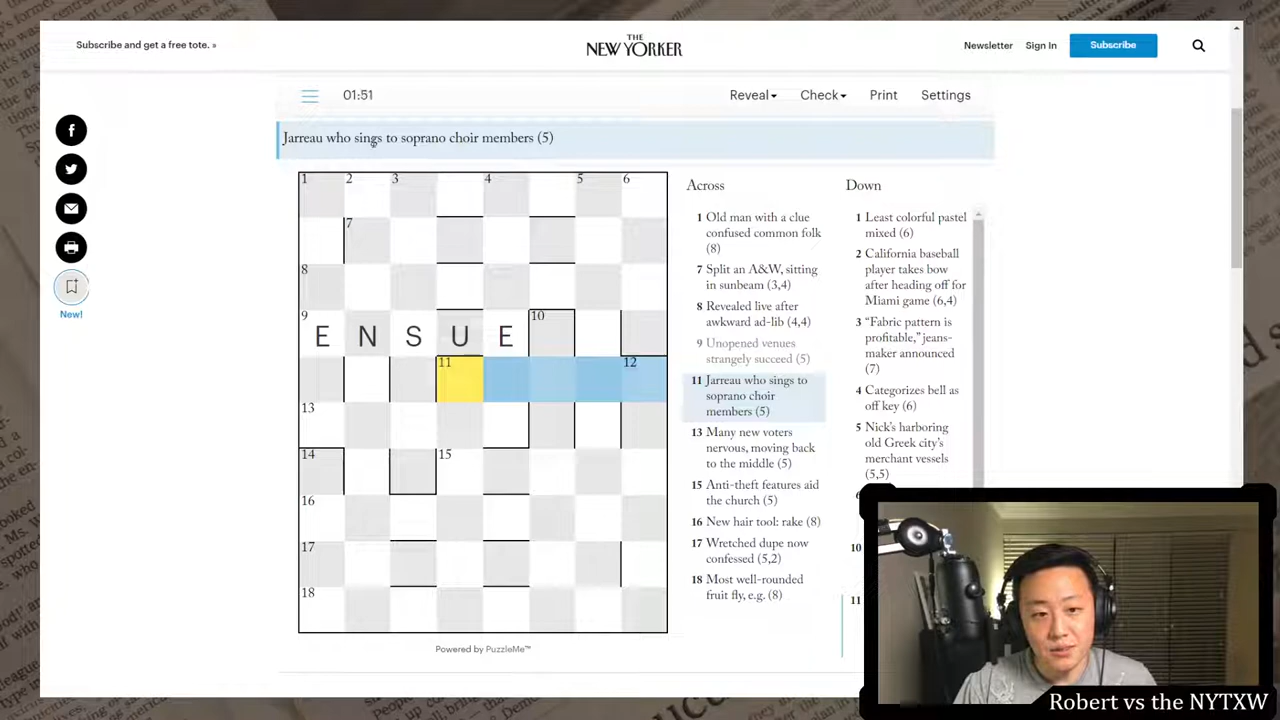 Subscribe and get a free tote. »
THE
NEW YORKER
Newsletter
Sign In
Subscribe
01:51
Reveal
Check
Print
Settings
Jarreau who sings to soprano choir members (5)
New!
1 2 3 4 5 6
7
8
9 E N S U E 10
11 12
13
14 15
16
17
18
Powered by PuzzleMe™
Across
1 Old man with a clue
confused common folk
(8)
7 Split an A&W, sitting
in sunbeam (3,4)
8 Revealed live after
awkward ad-lib (4,4)
9 Unopened venues
strangely succeed (5)
11 Jarreau who sings to
soprano choir
members (5)
13 Many new voters
nervous, moving back
to the middle (5)
15 Anti-theft features aid
the church (5)
16 New hair tool: rake (8)
17 Wretched dupe now
confessed (5,2)
18 Most well-rounded
fruit fly, e.g. (8)
Down
1 Least colorful pastel
mixed (6)
2 California baseball
player takes bow
after heading off for
Miami game (6,4)
3 “Fabric pattern is
profitable,” jeans-
maker announced
(7)
4 Categorizes bell as
off key (6)
5 Nick's harboring
old Greek city's
merchant vessels
(5,5)
10
11
Robert vs the NYTXW